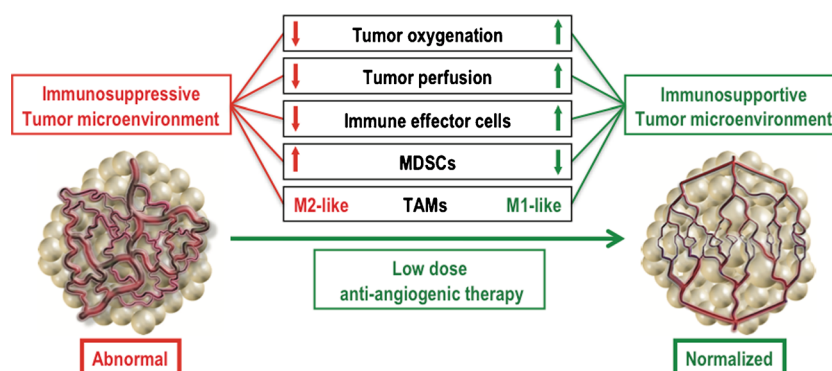 Tumor oxygenation
Tumor perfusion
Immune effector cells
MDSCs
M2-like TAMs M1-like
Immunosuppressive
Tumor microenvironment
Immunosupportive
Tumor microenvironment
Low dose
anti-angiogenic therapy
Abnormal
Normalized